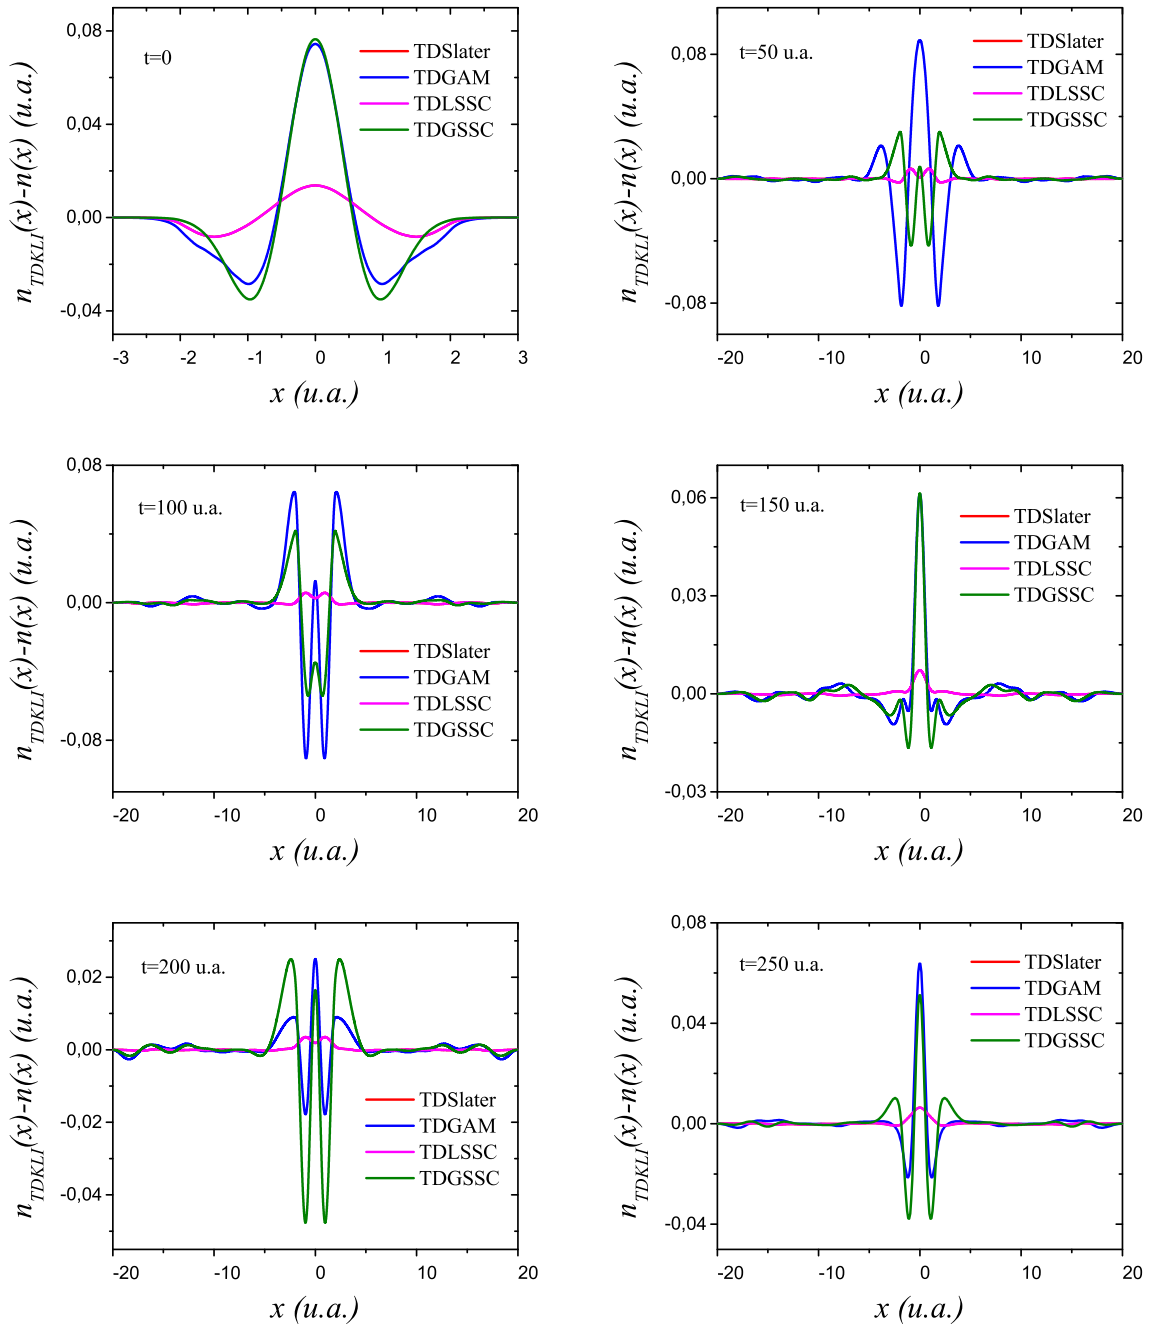 0,08
0,04
0,00
-0,04
n_TDKLI(x)-n(x) (u.a.)
t=0
TDSlater
TDGAM
TDLSSC
TDGSSC
-3 -2 -1 0 1 2 3
x (u.a.)
0,08
0,00
-0,08
n_TDKLI(x)-n(x) (u.a.)
t=50 u.a.
TDSlater
TDGAM
TDLSSC
TDGSSC
-20 -10 0 10 20
x (u.a.)
0,08
0,00
-0,08
n_TDKLI(x)-n(x) (u.a.)
t=100 u.a.
TDSlater
TDGAM
TDLSSC
TDGSSC
-20 -10 0 10 20
x (u.a.)
0,06
0,03
0,00
-0,03
n_TDKLI(x)-n(x) (u.a.)
t=150 u.a.
TDSlater
TDGAM
TDLSSC
TDGSSC
-20 -10 0 10 20
x (u.a.)
0,02
0,00
-0,02
-0,04
n_TDKLI(x)-n(x) (u.a.)
t=200 u.a.
TDSlater
TDGAM
TDLSSC
TDGSSC
-20 -10 0 10 20
x (u.a.)
0,08
0,04
0,00
-0,04
n_TDKLI(x)-n(x) (u.a.)
t=250 u.a.
TDSlater
TDGAM
TDLSSC
TDGSSC
-20 -10 0 10 20
x (u.a.)